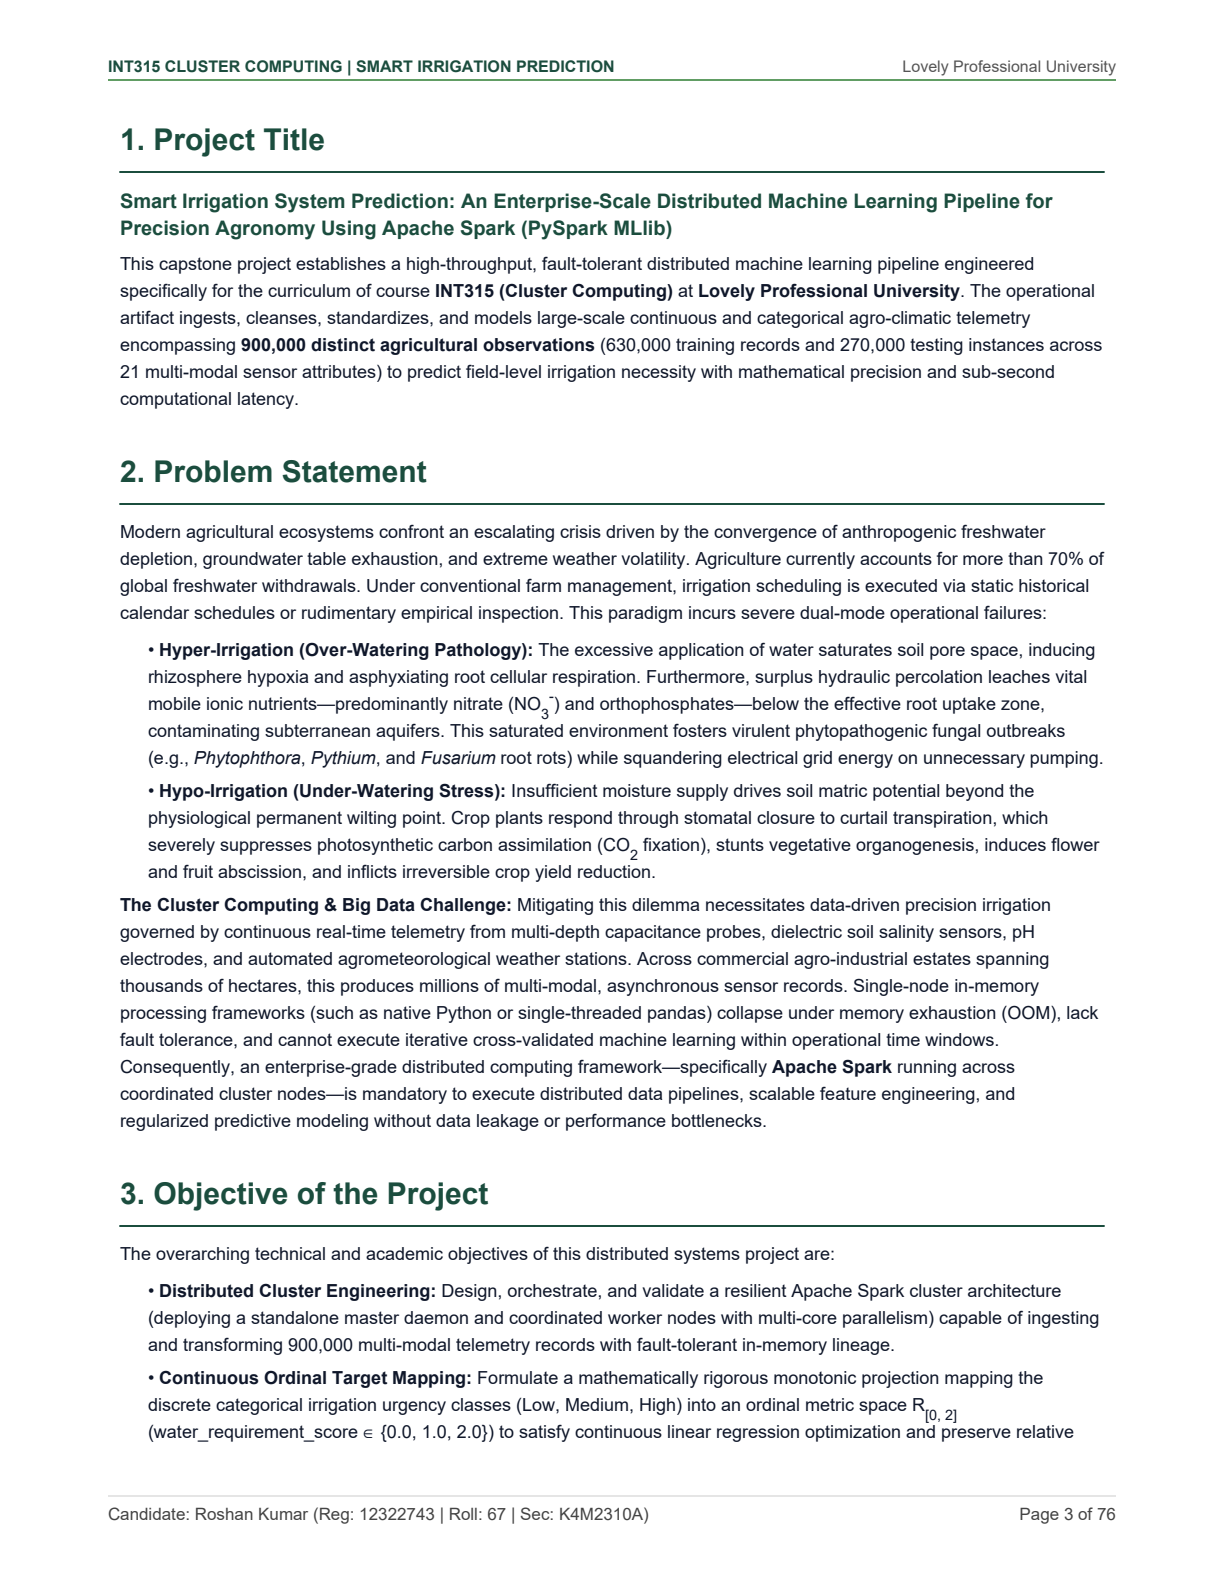 INT315 CLUSTER COMPUTING | SMART IRRIGATION PREDICTION
Lovely Professional University
1. Project Title
Smart Irrigation System Prediction: An Enterprise-Scale Distributed Machine Learning Pipeline for
Precision Agronomy Using Apache Spark (PySpark MLlib)
This capstone project establishes a high-throughput, fault-tolerant distributed machine learning pipeline engineered
specifically for the curriculum of course INT315 (Cluster Computing) at Lovely Professional University. The operational
artifact ingests, cleanses, standardizes, and models large-scale continuous and categorical agro-climatic telemetry
encompassing 900,000 distinct agricultural observations (630,000 training records and 270,000 testing instances across
21 multi-modal sensor attributes) to predict field-level irrigation necessity with mathematical precision and sub-second
computational latency.
2. Problem Statement
Modern agricultural ecosystems confront an escalating crisis driven by the convergence of anthropogenic freshwater
depletion, groundwater table exhaustion, and extreme weather volatility. Agriculture currently accounts for more than 70% of
global freshwater withdrawals. Under conventional farm management, irrigation scheduling is executed via static historical
calendar schedules or rudimentary empirical inspection. This paradigm incurs severe dual-mode operational failures:
• Hyper-Irrigation (Over-Watering Pathology): The excessive application of water saturates soil pore space, inducing
rhizosphere hypoxia and asphyxiating root cellular respiration. Furthermore, surplus hydraulic percolation leaches vital
mobile ionic nutrients—predominantly nitrate (NO3-) and orthophosphates—below the effective root uptake zone,
contaminating subterranean aquifers. This saturated environment fosters virulent phytopathogenic fungal outbreaks
(e.g., Phytophthora, Pythium, and Fusarium root rots) while squandering electrical grid energy on unnecessary pumping.
• Hypo-Irrigation (Under-Watering Stress): Insufficient moisture supply drives soil matric potential beyond the
physiological permanent wilting point. Crop plants respond through stomatal closure to curtail transpiration, which
severely suppresses photosynthetic carbon assimilation (CO2 fixation), stunts vegetative organogenesis, induces flower
and fruit abscission, and inflicts irreversible crop yield reduction.
The Cluster Computing & Big Data Challenge: Mitigating this dilemma necessitates data-driven precision irrigation
governed by continuous real-time telemetry from multi-depth capacitance probes, dielectric soil salinity sensors, pH
electrodes, and automated agrometeorological weather stations. Across commercial agro-industrial estates spanning
thousands of hectares, this produces millions of multi-modal, asynchronous sensor records. Single-node in-memory
processing frameworks (such as native Python or single-threaded pandas) collapse under memory exhaustion (OOM), lack
fault tolerance, and cannot execute iterative cross-validated machine learning within operational time windows.
Consequently, an enterprise-grade distributed computing framework—specifically Apache Spark running across
coordinated cluster nodes—is mandatory to execute distributed data pipelines, scalable feature engineering, and
regularized predictive modeling without data leakage or performance bottlenecks.
3. Objective of the Project
The overarching technical and academic objectives of this distributed systems project are:
• Distributed Cluster Engineering: Design, orchestrate, and validate a resilient Apache Spark cluster architecture
(deploying a standalone master daemon and coordinated worker nodes with multi-core parallelism) capable of ingesting
and transforming 900,000 multi-modal telemetry records with fault-tolerant in-memory lineage.
• Continuous Ordinal Target Mapping: Formulate a mathematically rigorous monotonic projection mapping the
discrete categorical irrigation urgency classes (Low, Medium, High) into an ordinal metric space R[0, 2]
(water_requirement_score ∈ {0.0, 1.0, 2.0}) to satisfy continuous linear regression optimization and preserve relative
Candidate: Roshan Kumar (Reg: 12322743 | Roll: 67 | Sec: K4M2310A)
Page 3 of 76